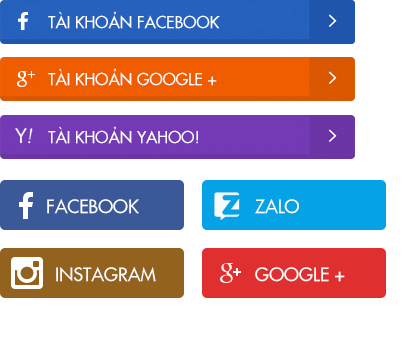 f TÀI KHOẢN FACEBOOK
g+ TÀI KHOẢN GOOGLE +
Y! TÀI KHOẢN YAHOO!
f FACEBOOK
Z ZALO
INSTAGRAM
g+ GOOGLE +